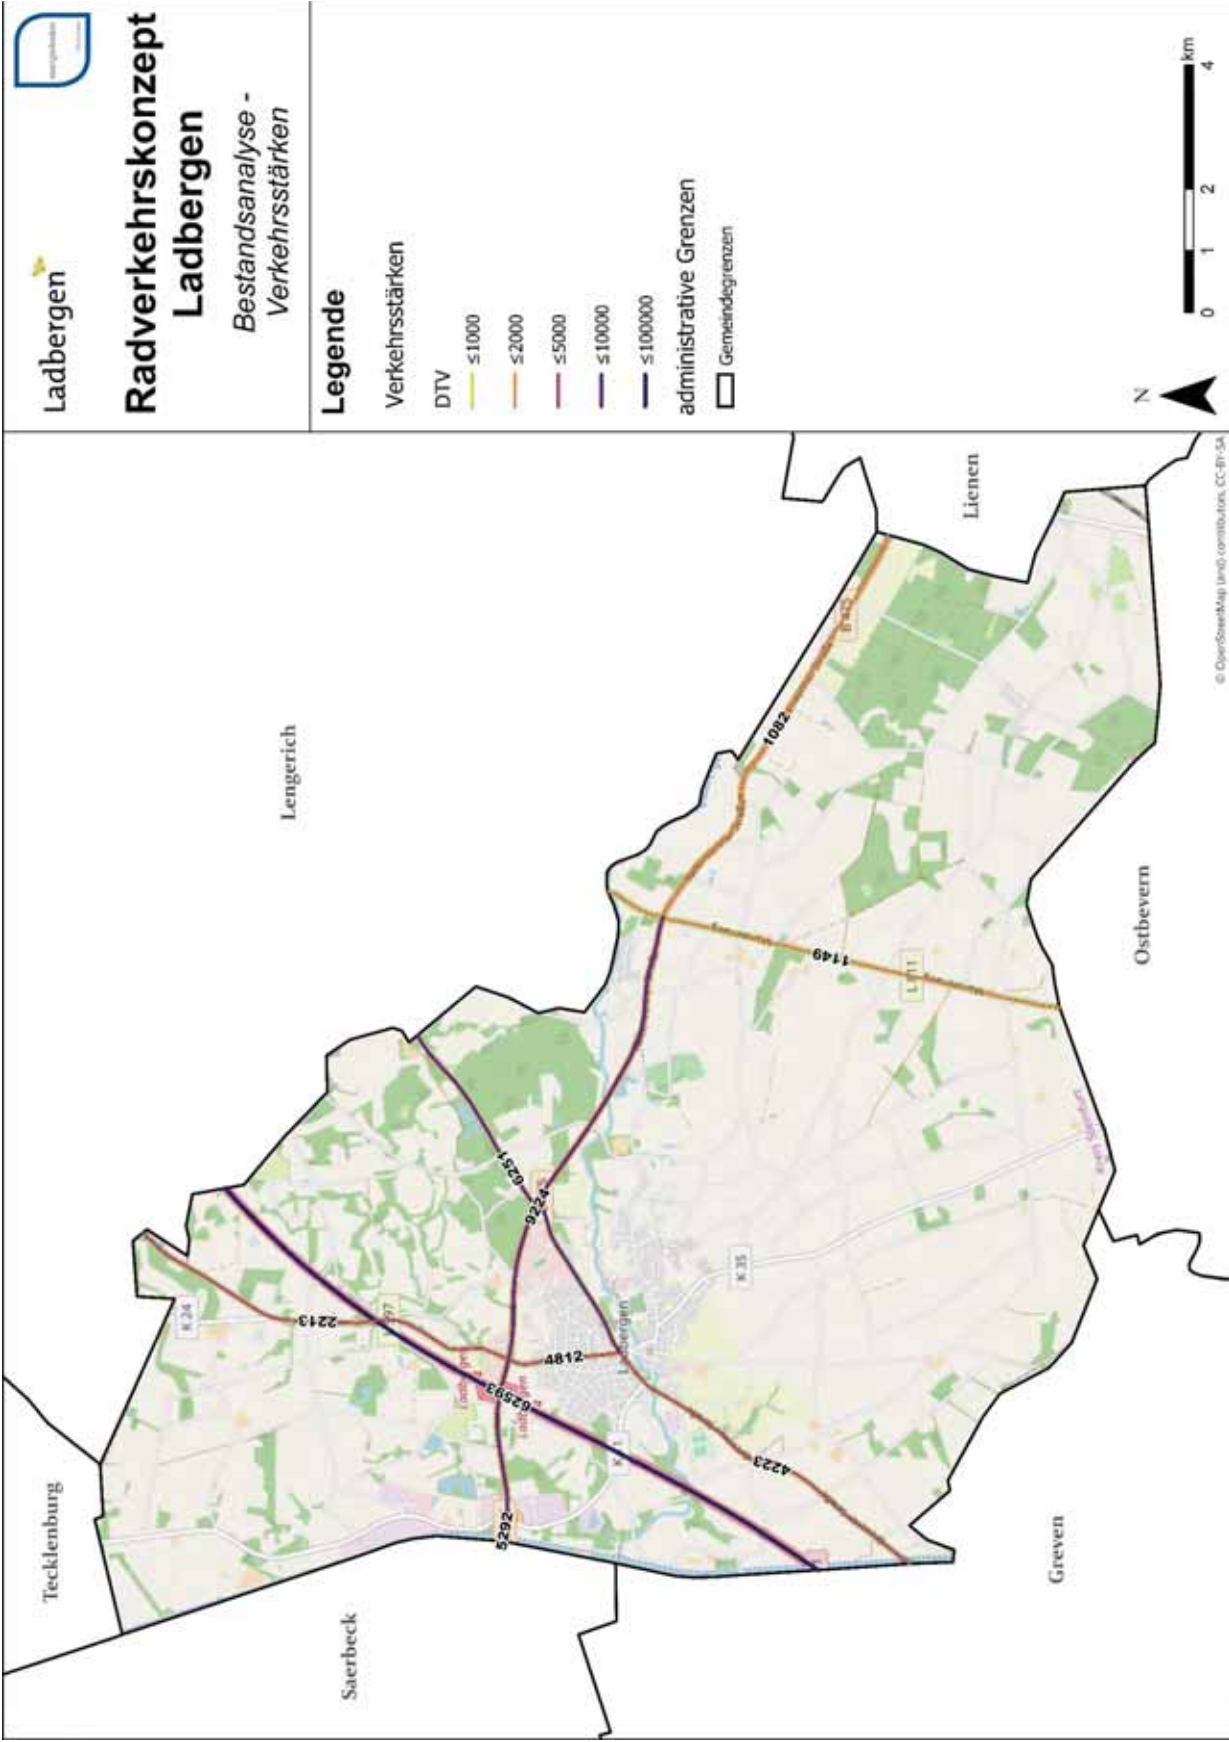 Ladbergen
Radverkehrskonzept
Ladbergen
Bestandsanalyse -
Verkehrsstärken
Legende
Verkehrsstärken
DTV
≤1000
≤2000
≤5000
≤10000
≤100000
administrative Grenzen
Gemeindegrenzen
N
0
1
2
4
km
Tecklenburg
Saerbeck
Lengerich
Lienen
Ostbevern
Greven
K 24
2213
62593
5292
4812
Ladbergen
9224
6251
4223
K 35
1149
1082
B 475
© OpenStreetMap (and) contributors, CC-BY-SA